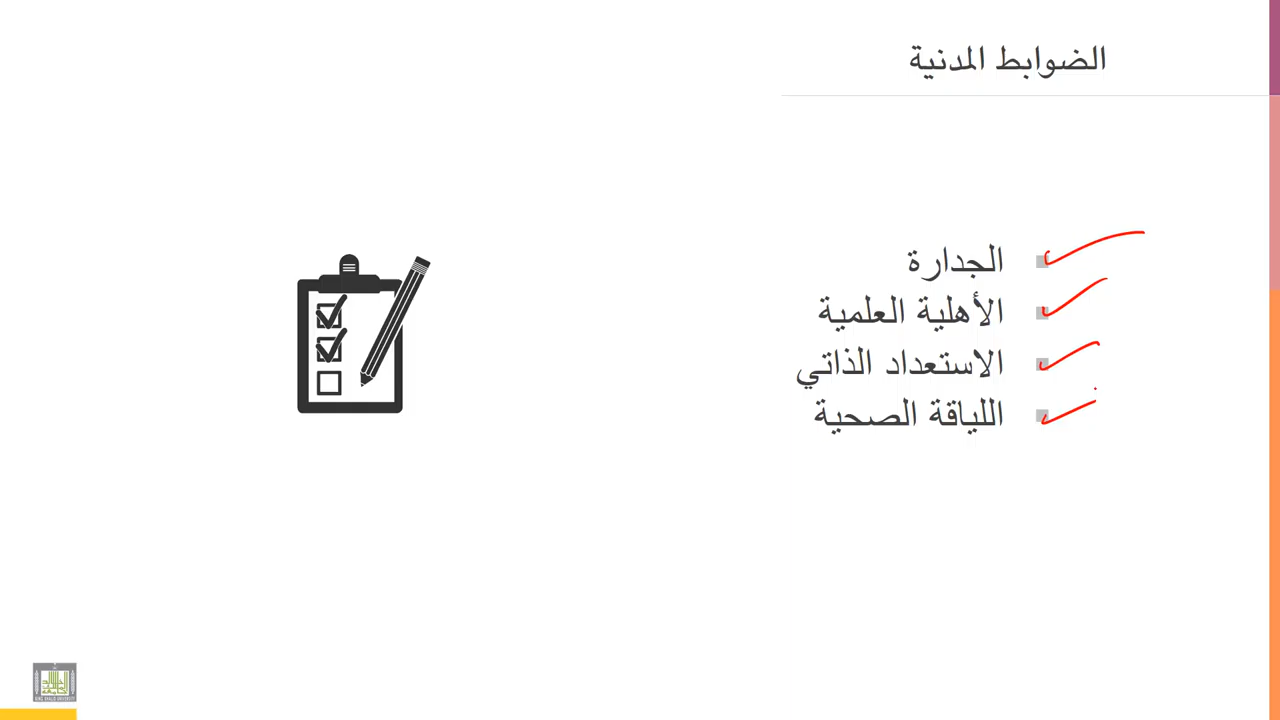 الضوابط المدنية
الجدارة
الأهلية العلمية
الاستعداد الذاتي
اللياقة الصحية